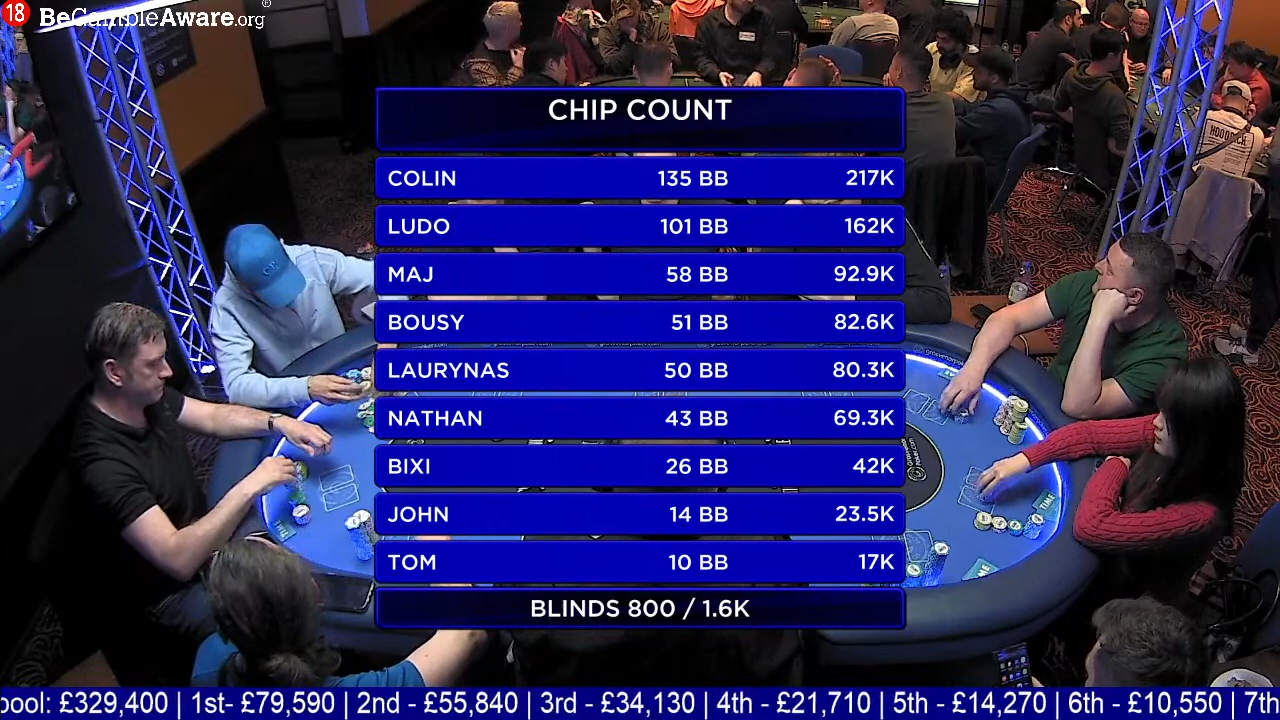 18 BeGambleAware.org®
CHIP COUNT
COLIN 135 BB 217K
LUDO 101 BB 162K
MAJ 58 BB 92.9K
BOUSY 51 BB 82.6K
LAURYNAS 50 BB 80.3K
NATHAN 43 BB 69.3K
BIXI 26 BB 42K
JOHN 14 BB 23.5K
TOM 10 BB 17K
BLINDS 800 / 1.6K
TIME
TIME
pool: £329,400 | 1st- £79,590 | 2nd - £55,840 | 3rd - £34,130 | 4th - £21,710 | 5th - £14,270 | 6th - £10,550 | 7th